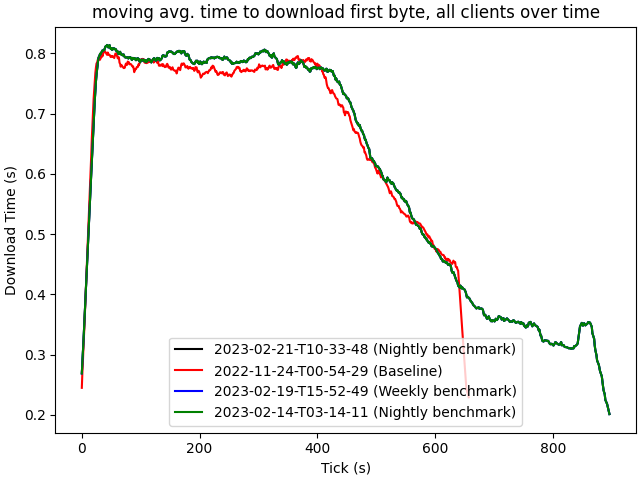 moving avg. time to download first byte, all clients over time
Download Time (s)
0.8
0.7
0.6
0.5
0.4
0.3
0.2
2023-02-21-T10-33-48 (Nightly benchmark)
2022-11-24-T00-54-29 (Baseline)
2023-02-19-T15-52-49 (Weekly benchmark)
2023-02-14-T03-14-11 (Nightly benchmark)
0 200 400 600 800
Tick (s)